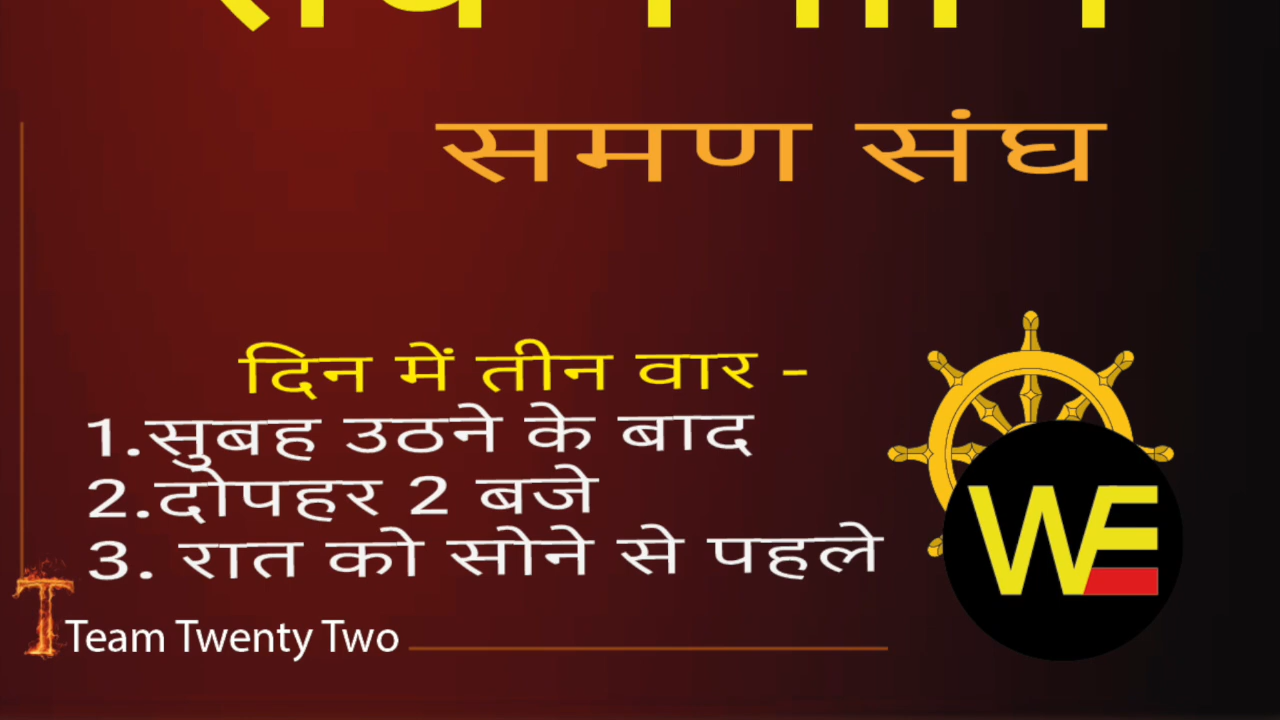 समण संघ
दिन में तीन वार -
1.सुबह उठने के बाद
2.दोपहर 2 बजे
3. रात को सोने से पहले
T
Team Twenty Two
WE